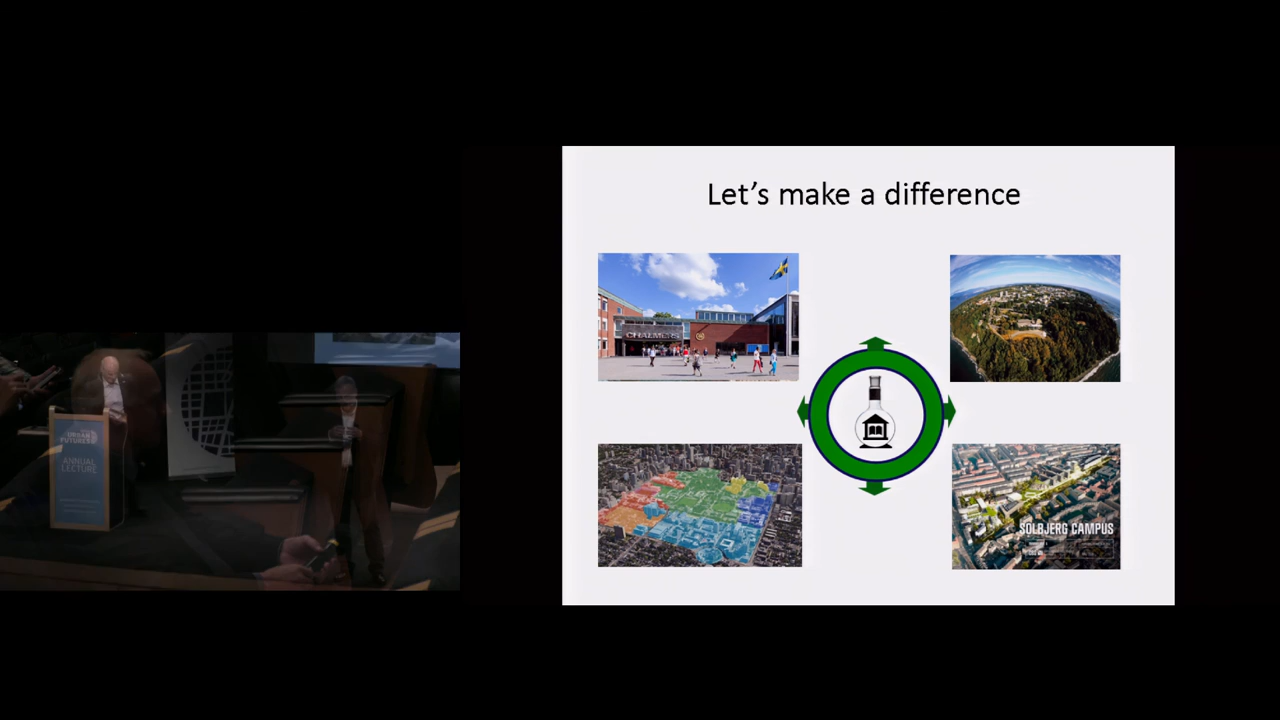 Let's make a difference
CHALMERS
SOLBJERG CAMPUS
URBAN
FUTURES
ANNUAL
LECTURE